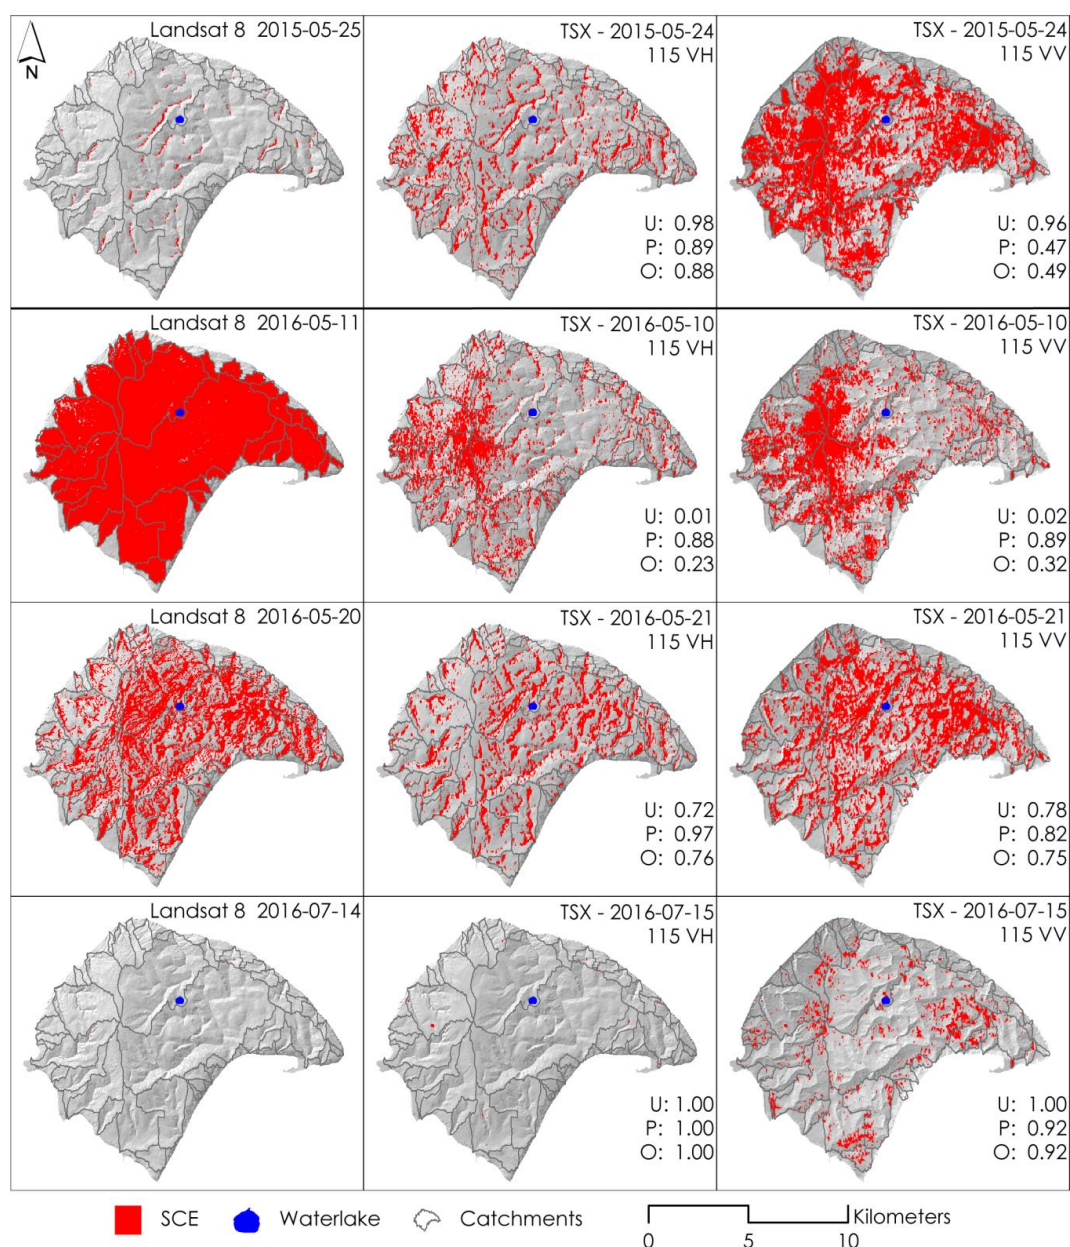 Landsat 8 2015-05-25
N
TSX - 2015-05-24
115 VH
U: 0.98
P: 0.89
O: 0.88
TSX - 2015-05-24
115 VV
U: 0.96
P: 0.47
O: 0.49
Landsat 8 2016-05-11
TSX - 2016-05-10
115 VH
U: 0.01
P: 0.88
O: 0.23
TSX - 2016-05-10
115 VV
U: 0.02
P: 0.89
O: 0.32
Landsat 8 2016-05-20
TSX - 2016-05-21
115 VH
U: 0.72
P: 0.97
O: 0.76
TSX - 2016-05-21
115 VV
U: 0.78
P: 0.82
O: 0.75
Landsat 8 2016-07-14
TSX - 2016-07-15
115 VH
U: 1.00
P: 1.00
O: 1.00
TSX - 2016-07-15
115 VV
U: 1.00
P: 0.92
O: 0.92
SCE Waterlake Catchments Kilometers
0 5 10